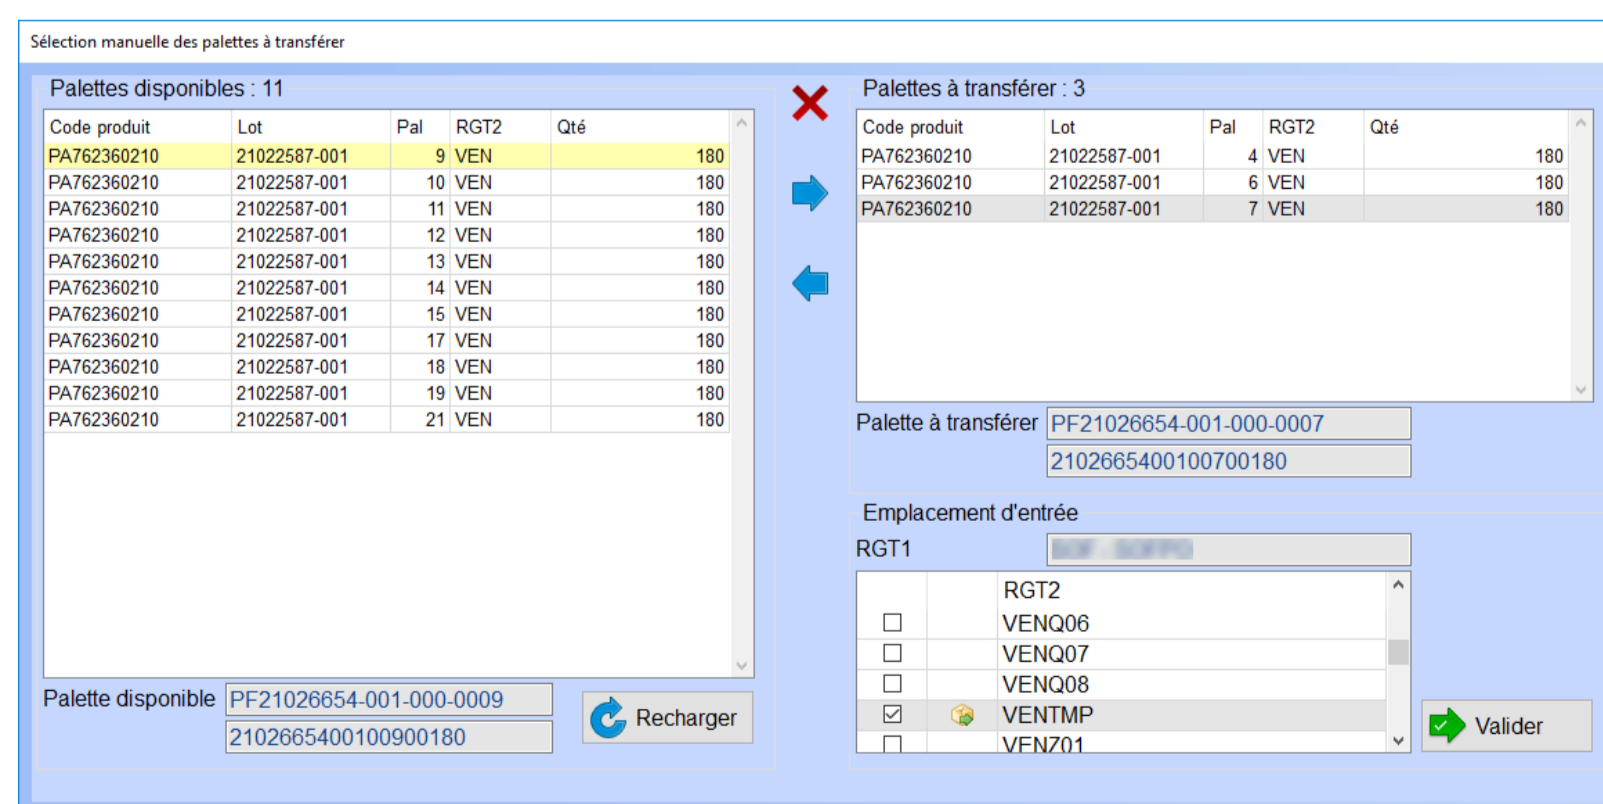 Sélection manuelle des palettes à transférer
Palettes disponibles : 11
Code produit Lot Pal RGT2 Qté
PA762360210 21022587-001 9 VEN 180
PA762360210 21022587-001 10 VEN 180
PA762360210 21022587-001 11 VEN 180
PA762360210 21022587-001 12 VEN 180
PA762360210 21022587-001 13 VEN 180
PA762360210 21022587-001 14 VEN 180
PA762360210 21022587-001 15 VEN 180
PA762360210 21022587-001 17 VEN 180
PA762360210 21022587-001 18 VEN 180
PA762360210 21022587-001 19 VEN 180
PA762360210 21022587-001 21 VEN 180
Palette disponible PF21026654-001-000-0009
2102665400100900180
Recharger
Palettes à transférer : 3
Code produit Lot Pal RGT2 Qté
PA762360210 21022587-001 4 VEN 180
PA762360210 21022587-001 6 VEN 180
PA762360210 21022587-001 7 VEN 180
Palette à transférer PF21026654-001-000-0007
2102665400100700180
Emplacement d'entrée
RGT1
RGT2
VENQ06
VENQ07
VENQ08
VENTMP
VENZ01
Valider